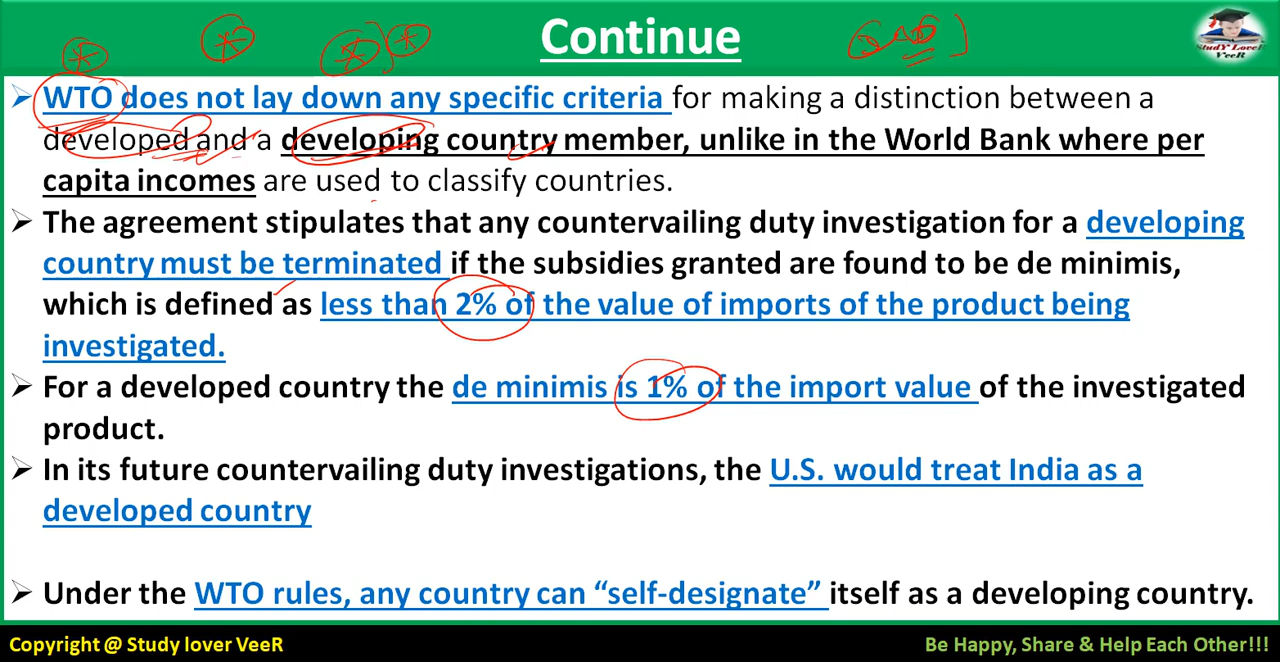 Continue
StudY LoveR
VeeR
➢ WTO does not lay down any specific criteria for making a distinction between a
developed and a developing country member, unlike in the World Bank where per
capita incomes are used to classify countries.
➢ The agreement stipulates that any countervailing duty investigation for a developing
country must be terminated if the subsidies granted are found to be de minimis,
which is defined as less than 2% of the value of imports of the product being
investigated.
➢ For a developed country the de minimis is 1% of the import value of the investigated
product.
➢ In its future countervailing duty investigations, the U.S. would treat India as a
developed country
➢ Under the WTO rules, any country can “self-designate” itself as a developing country.
Copyright @ Study lover VeeR
Be Happy, Share & Help Each Other!!!